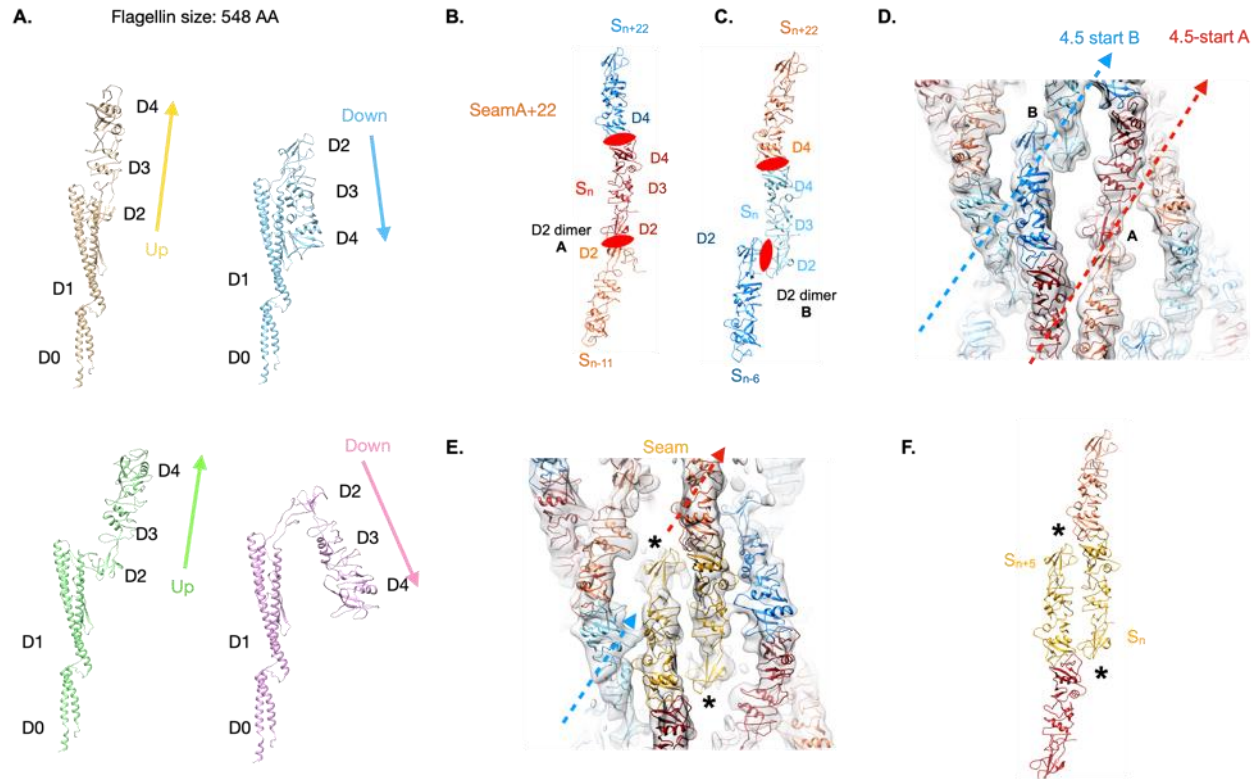 A.
Flagellin size: 548 AA
D4
D3
D2
Up
D1
D0
Down
D2
D3
D4
D1
D0
D4
D3
D2
Up
D1
D0
Down
D2
D3
D4
D1
D0
B.
Sn+22
SeamA+22
D4
D4
Sn
D3
D2 dimer
A
D2
D2
Sn-11
C.
Sn+22
D4
D4
Sn
D3
D2
D2
D2 dimer
B
Sn-6
D.
4.5 start B
4.5-start A
B
A
E.
Seam
*
*
F.
*
Sn+5
Sn
*